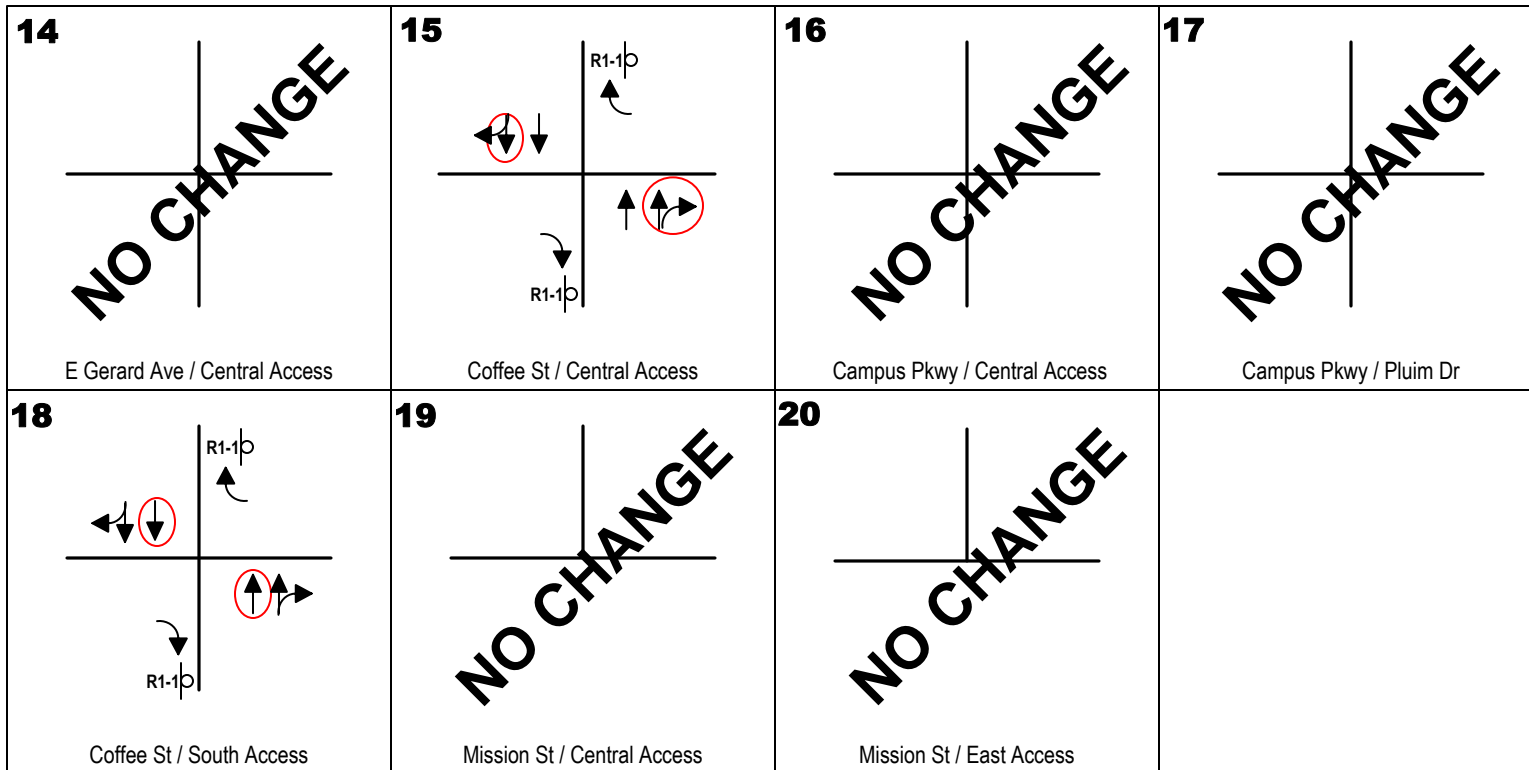 14
NO CHANGE
E Gerard Ave / Central Access
15
R1-1
R1-1
Coffee St / Central Access
16
NO CHANGE
Campus Pkwy / Central Access
17
NO CHANGE
Campus Pkwy / Pluim Dr
18
R1-1
R1-1
Coffee St / South Access
19
NO CHANGE
Mission St / Central Access
20
NO CHANGE
Mission St / East Access